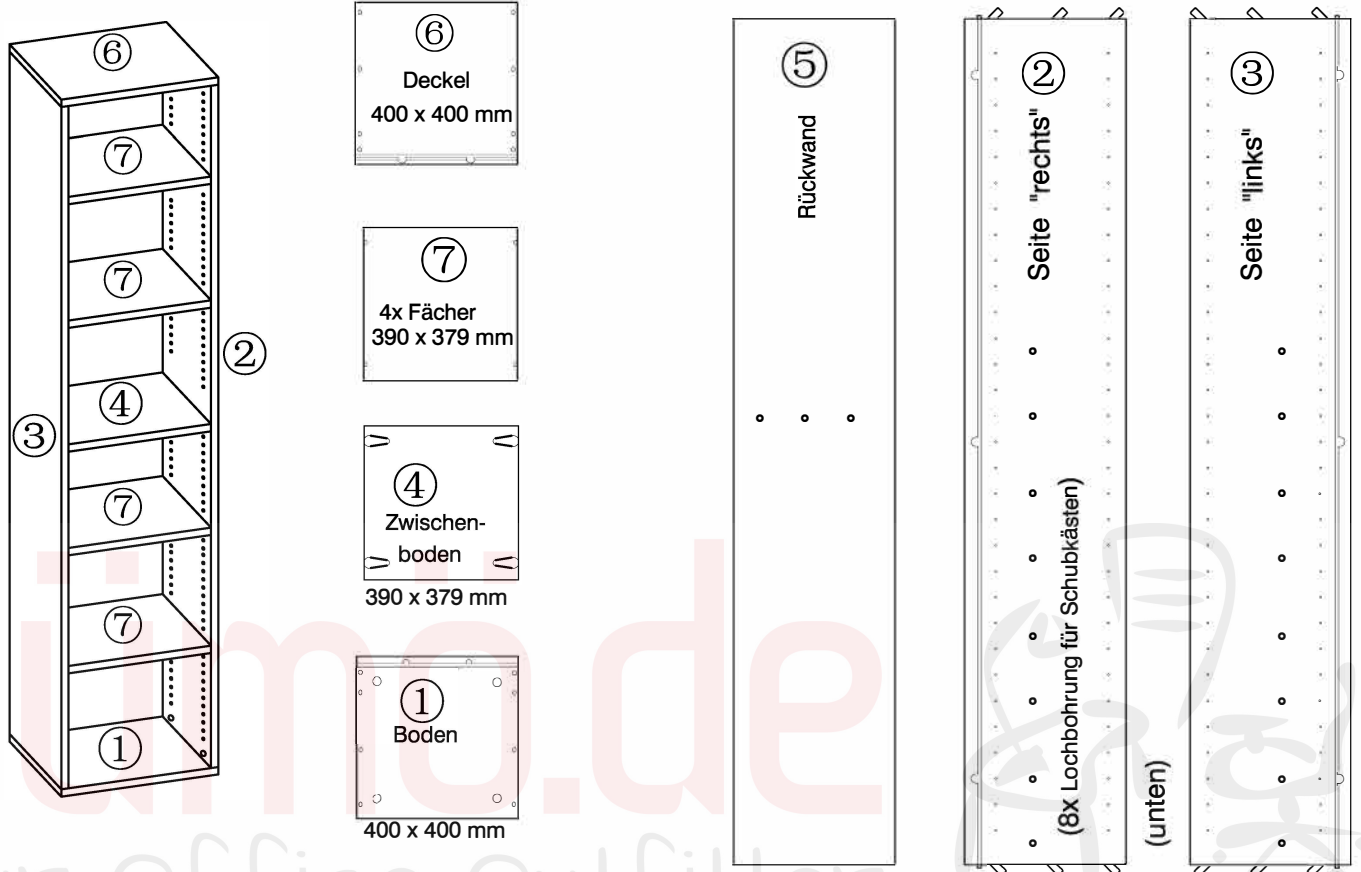 ⑥
⑦
⑦
②
④
③
⑦
⑦
①
⑥
Deckel
400 x 400 mm
⑦
4x Fächer
390 x 379 mm
④
Zwischen-
boden
390 x 379 mm
①
Boden
400 x 400 mm
⑤
Rückwand
②
Seite "rechts"
(8x Lochbohrung für Schubkästen)
(unten)
③
Seite "links"
ümö.de